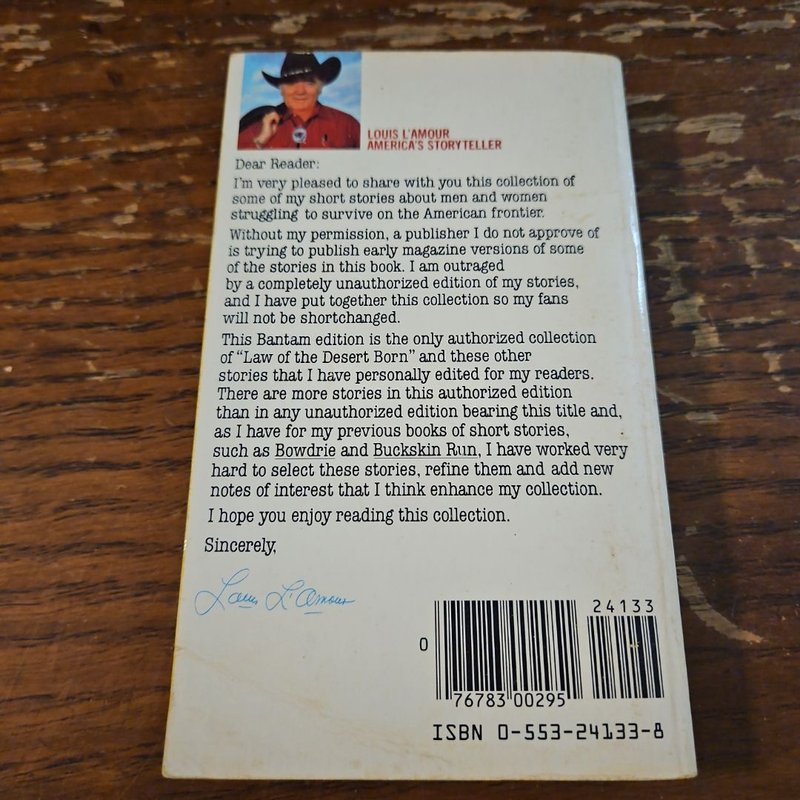 LOUIS L'AMOUR
AMERICA'S STORYTELLER
Dear Reader:
I'm very pleased to share with you this collection of
some of my short stories about men and women
struggling to survive on the American frontier.
Without my permission, a publisher I do not approve of
is trying to publish early magazine versions of some
of the stories in this book. I am outraged
by a completely unauthorized edition of my stories,
and I have put together this collection so my fans
will not be shortchanged.
This Bantam edition is the only authorized collection
of "Law of the Desert Born" and these other
stories that I have personally edited for my readers.
There are more stories in this authorized edition
than in any unauthorized edition bearing this title and,
as I have for my previous books of short stories,
such as Bowdrie and Buckskin Run, I have worked very
hard to select these stories, refine them and add new
notes of interest that I think enhance my collection.
I hope you enjoy reading this collection.
Sincerely,
Louis L'Amour
24133
0
76783 00295
ISBN 0-553-24133-8